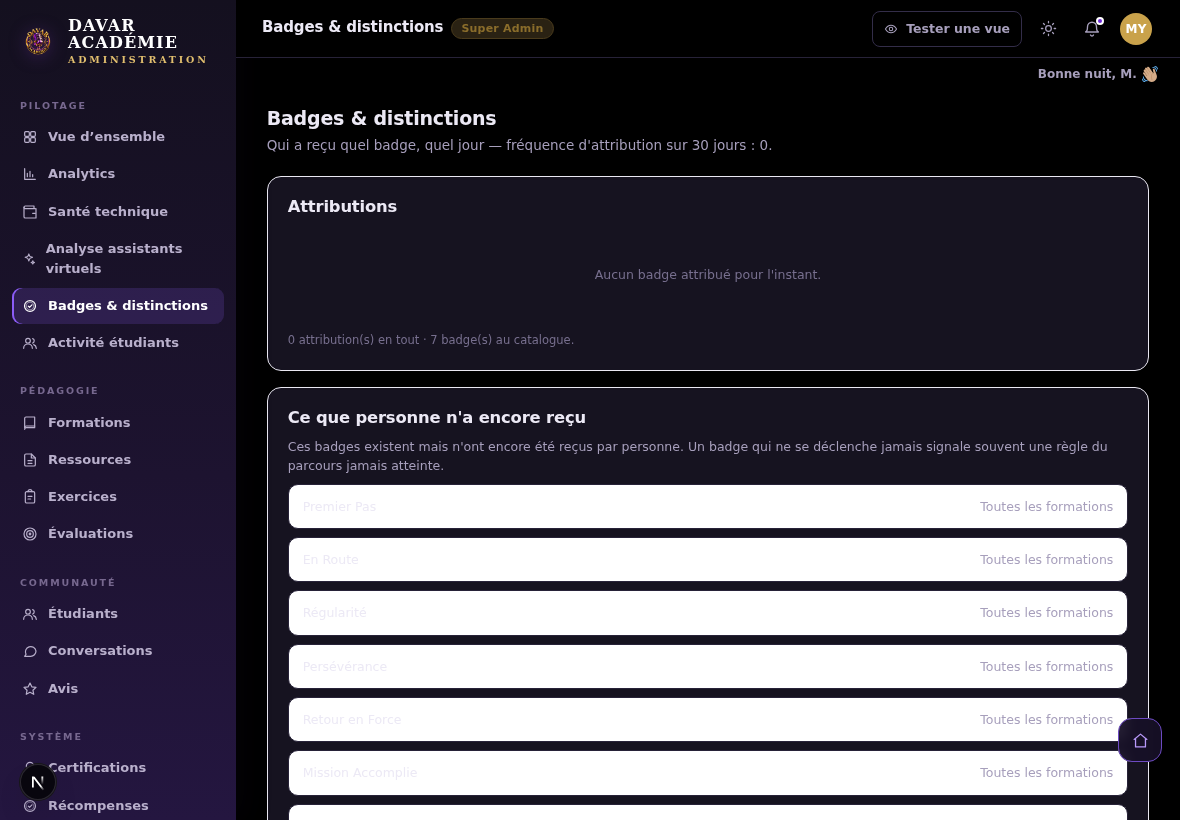 DAVAR
ACADÉMIE
ADMINISTRATION
PILOTAGE
Vue d’ensemble
Analytics
Santé technique
Analyse assistants
virtuels
Badges & distinctions
Activité étudiants
PÉDAGOGIE
Formations
Ressources
Exercices
Évaluations
COMMUNAUTÉ
Étudiants
Conversations
Avis
SYSTÈME
Certifications
Récompenses
N
Badges & distinctions
Super Admin
Tester une vue
MY
Bonne nuit, M. 👋🏽
Badges & distinctions
Qui a reçu quel badge, quel jour — fréquence d'attribution sur 30 jours : 0.
Attributions
Aucun badge attribué pour l'instant.
0 attribution(s) en tout · 7 badge(s) au catalogue.
Ce que personne n'a encore reçu
Ces badges existent mais n'ont encore été reçus par personne. Un badge qui ne se déclenche jamais signale souvent une règle du
parcours jamais atteinte.
Premier Pas Toutes les formations
En Route Toutes les formations
Régularité Toutes les formations
Persévérance Toutes les formations
Retour en Force Toutes les formations
Mission Accomplie Toutes les formations